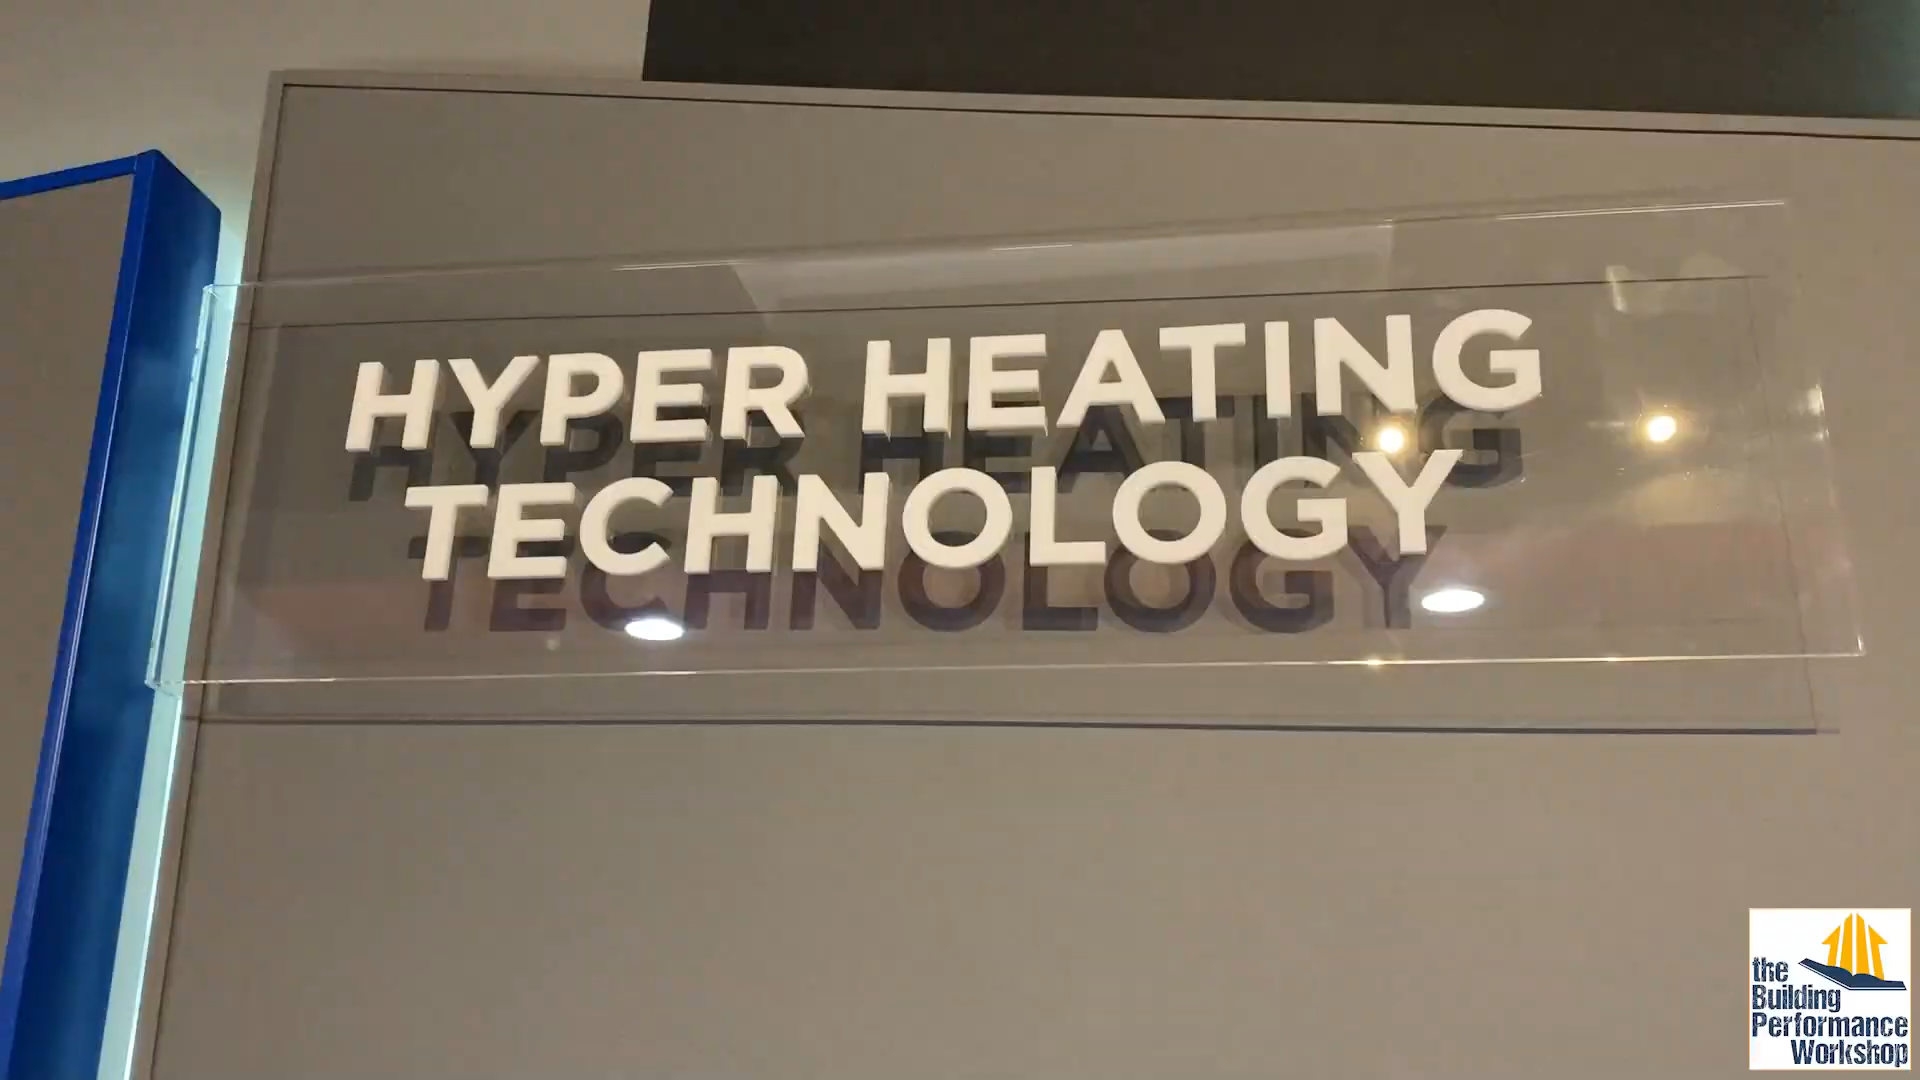 HYPER HEATING
TECHNOLOGY
the
Building
Performance
Workshop